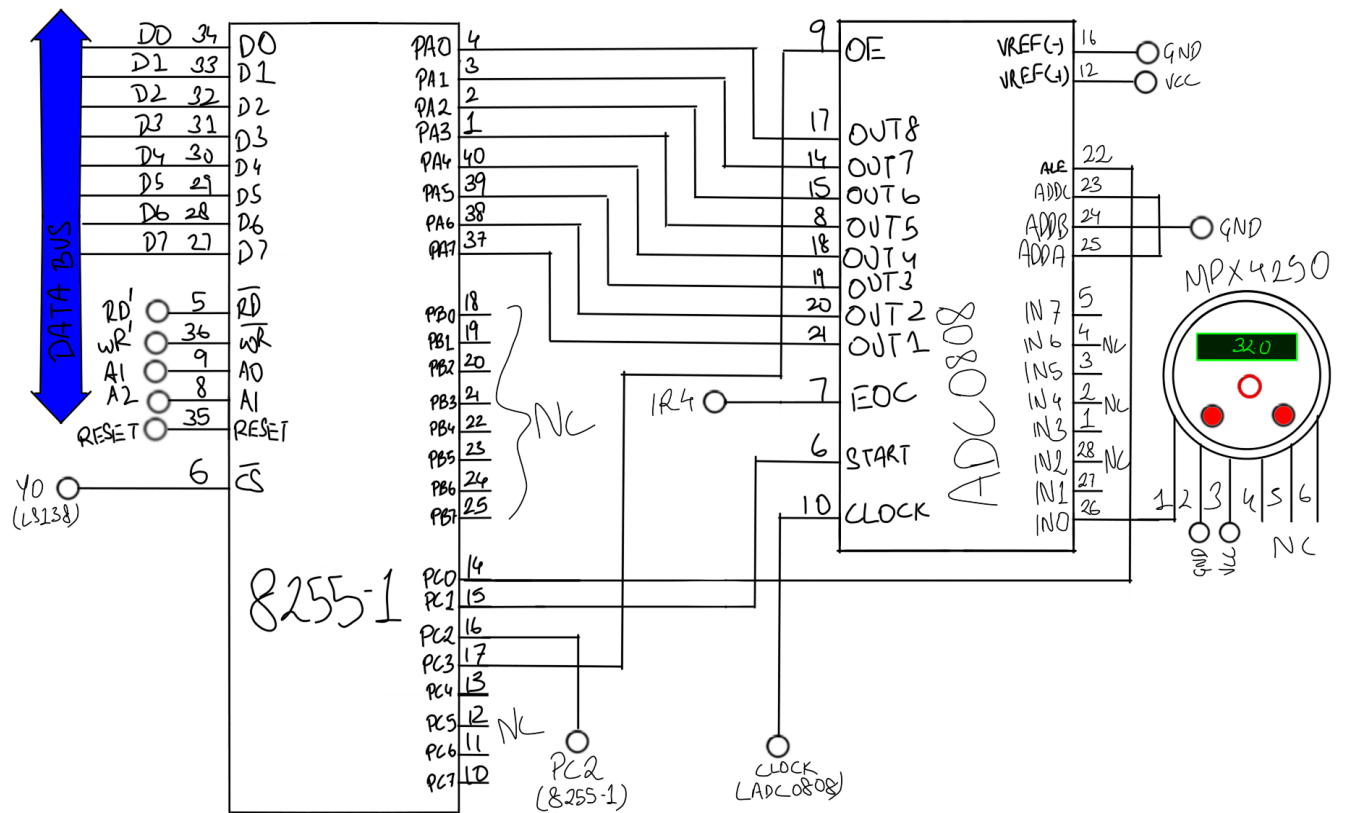 DATA BUS
D0 34 D0
D1 33 D1
D2 32 D2
D3 31 D3
D4 30 D4
D5 29 D5
D6 28 D6
D7 27 D7
RD' 5 RD
WR' 36 WR
A1 9 A0
A2 8 A1
RESET 35 RESET
Y0 6 CS
(LS138)
8255-1
PA0 4
PA1 3
PA2 2
PA3 1
PA4 40
PA5 39
PA6 38
PA7 37
PB0 18
PB1 19
PB2 20
PB3 21
PB4 22
PB5 23
PB6 24
PB7 25
NC
PC0 14
PC1 15
PC2 16
PC3 17
PC4 13
PC5 12
PC6 11
PC7 10
NC
PC2
(8255-1)
CLOCK
(ADC0808)
9 OE
17 OUT8
14 OUT7
15 OUT6
8 OUT5
18 OUT4
19 OUT3
20 OUT2
21 OUT1
IR4 7 EOC
6 START
10 CLOCK
ADC0808
VREF(-) 16 GND
VREF(+) 12 VCC
ALE 22
ADDC 23
ADDB 24 GND
ADDA 25
IN7 5
IN6 4 NC
IN5 3
IN4 2 NC
IN3 1
IN2 28 NC
IN1 27
IN0 26
MPX4250
320
1 2 3 4 5 6
GND VCC NC